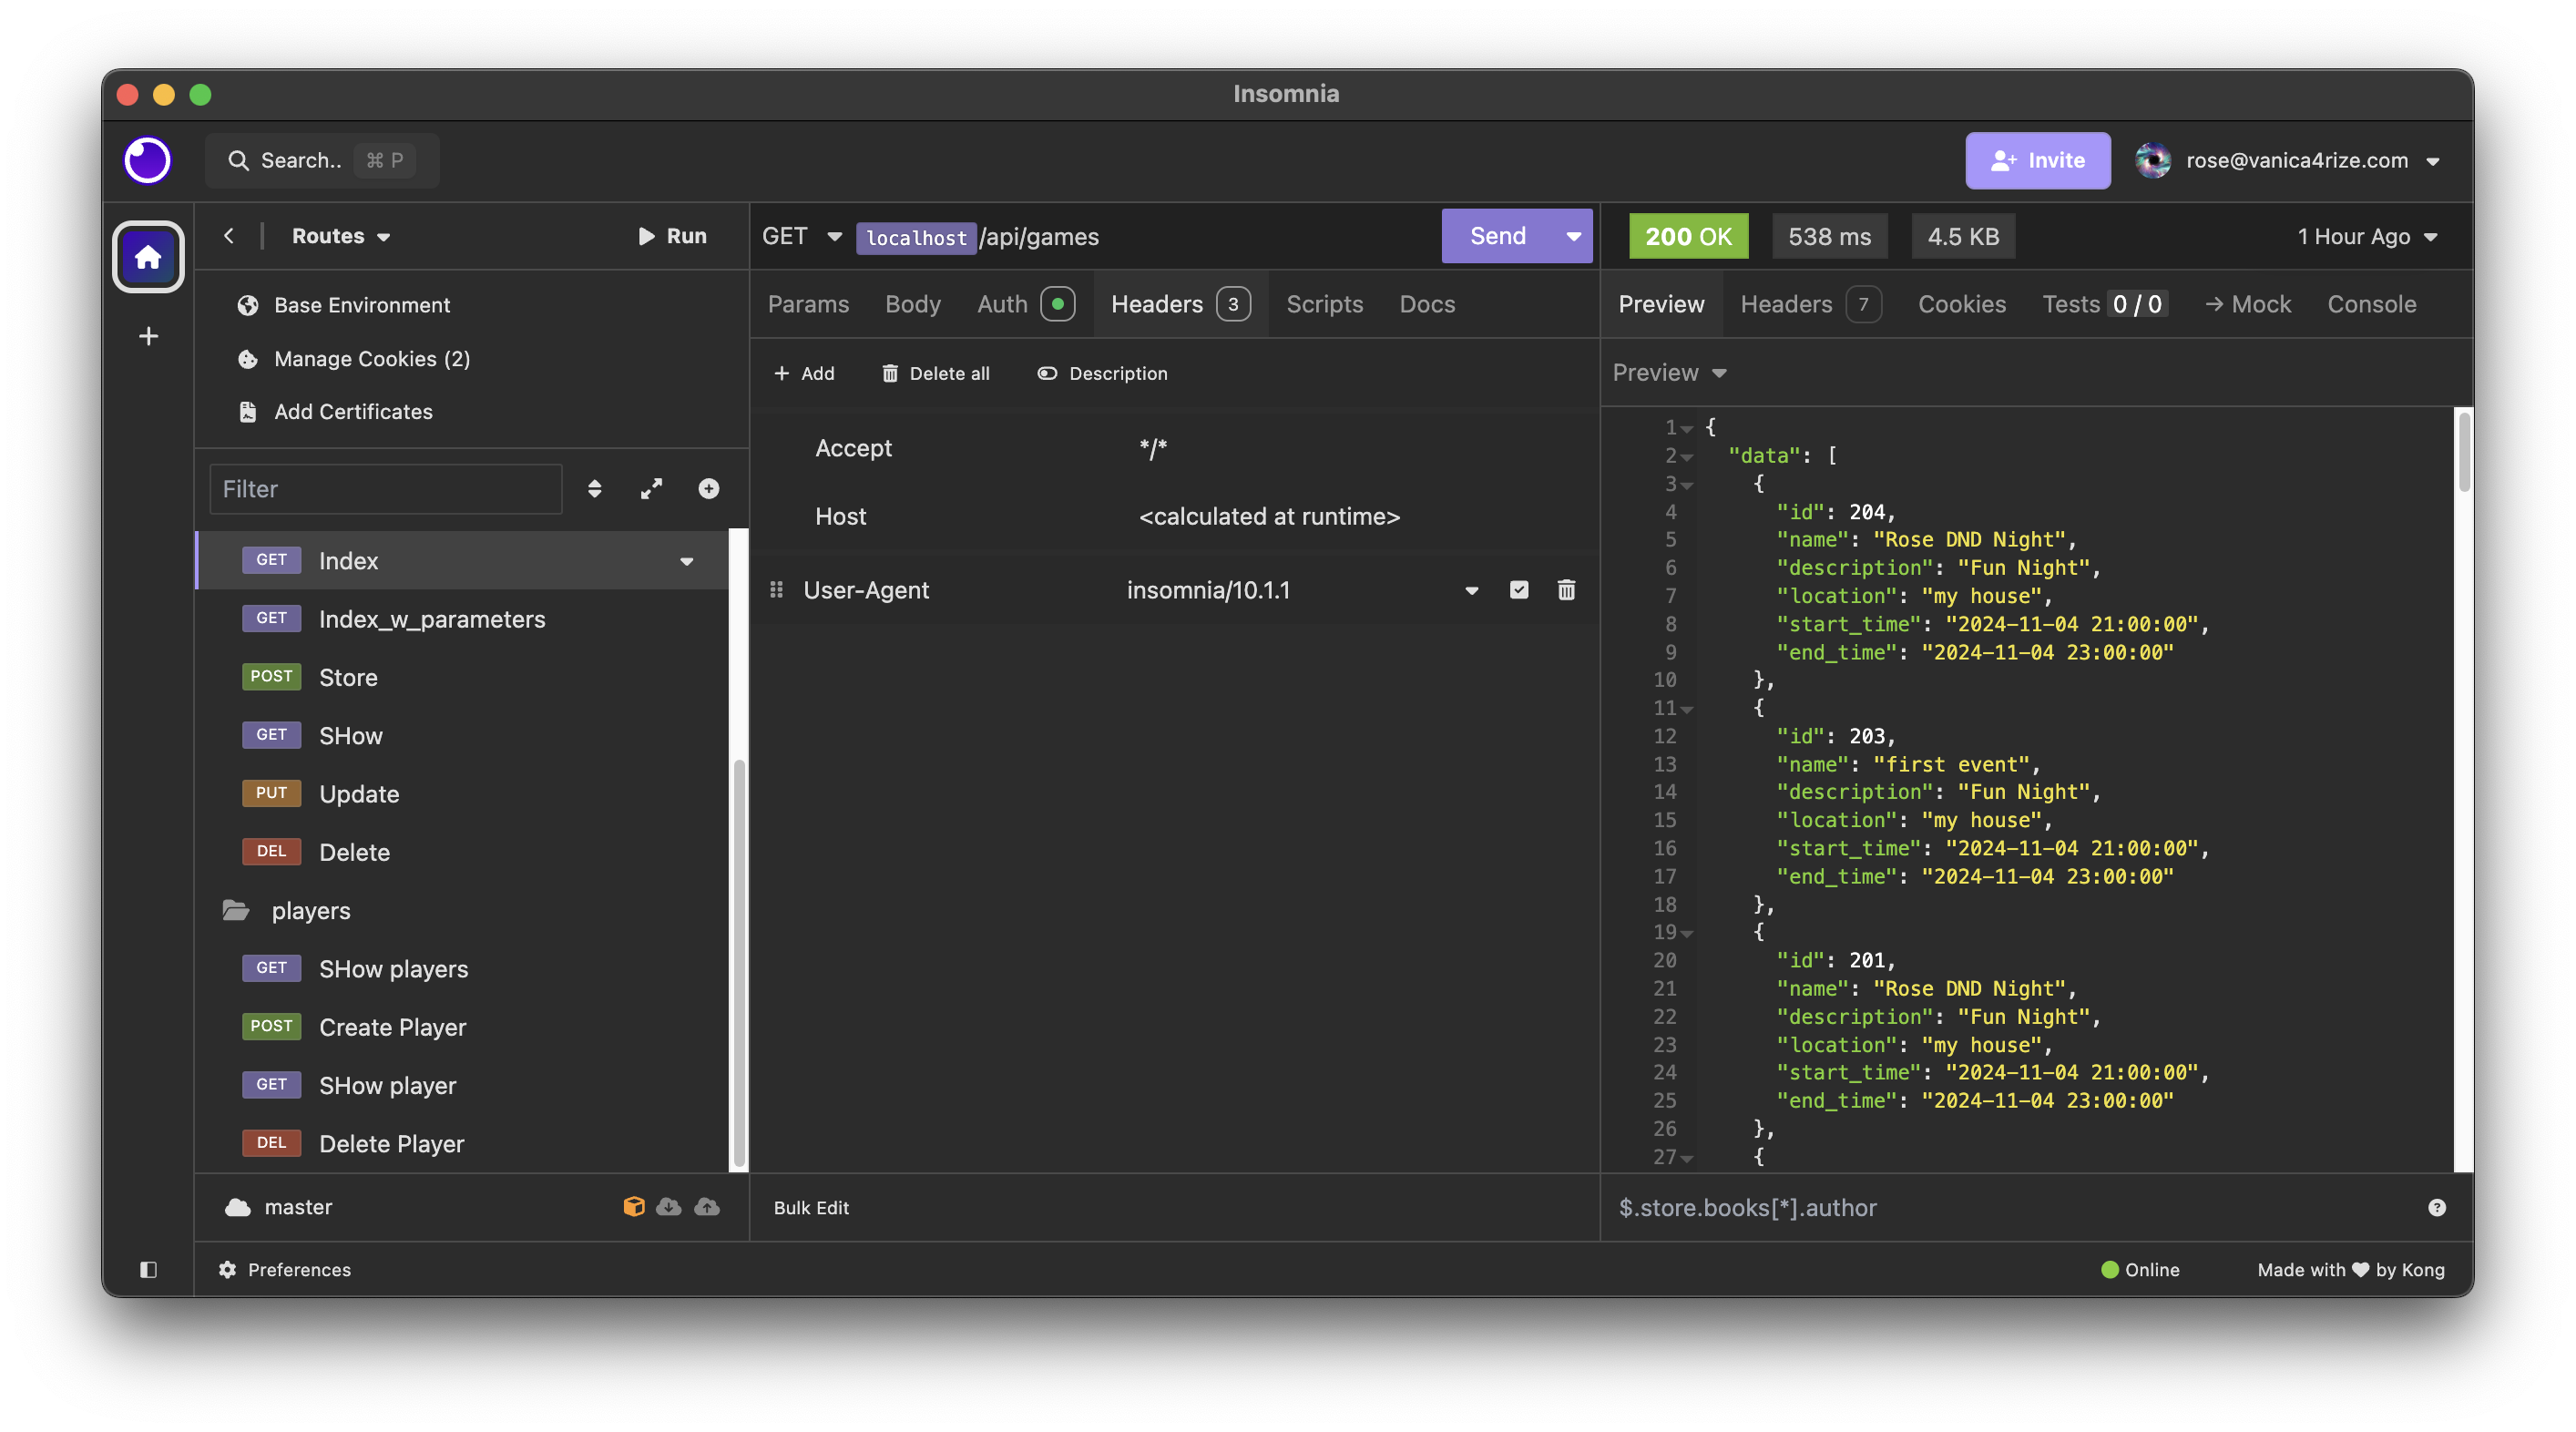 Insomnia
Search.. ⌘ P
Invite
rose@vanica4rize.com
Routes
Run
Base Environment
Manage Cookies (2)
Add Certificates
Filter
GET Index
GET Index_w_parameters
POST Store
GET SHow
PUT Update
DEL Delete
players
GET SHow players
POST Create Player
GET SHow player
DEL Delete Player
master
Preferences
GET localhost/api/games
Send
Params Body Auth Headers 3 Scripts Docs
+ Add Delete all Description
Accept */*
Host <calculated at runtime>
User-Agent insomnia/10.1.1
Bulk Edit
200 OK 538 ms 4.5 KB 1 Hour Ago
Preview Headers 7 Cookies Tests 0 / 0 → Mock Console
Preview
1 {
2 "data": [
3 {
4 "id": 204,
5 "name": "Rose DND Night",
6 "description": "Fun Night",
7 "location": "my house",
8 "start_time": "2024-11-04 21:00:00",
9 "end_time": "2024-11-04 23:00:00"
10 },
11 {
12 "id": 203,
13 "name": "first event",
14 "description": "Fun Night",
15 "location": "my house",
16 "start_time": "2024-11-04 21:00:00",
17 "end_time": "2024-11-04 23:00:00"
18 },
19 {
20 "id": 201,
21 "name": "Rose DND Night",
22 "description": "Fun Night",
23 "location": "my house",
24 "start_time": "2024-11-04 21:00:00",
25 "end_time": "2024-11-04 23:00:00"
26 },
27 {
$.store.books[*].author
Online
Made with ♥ by Kong